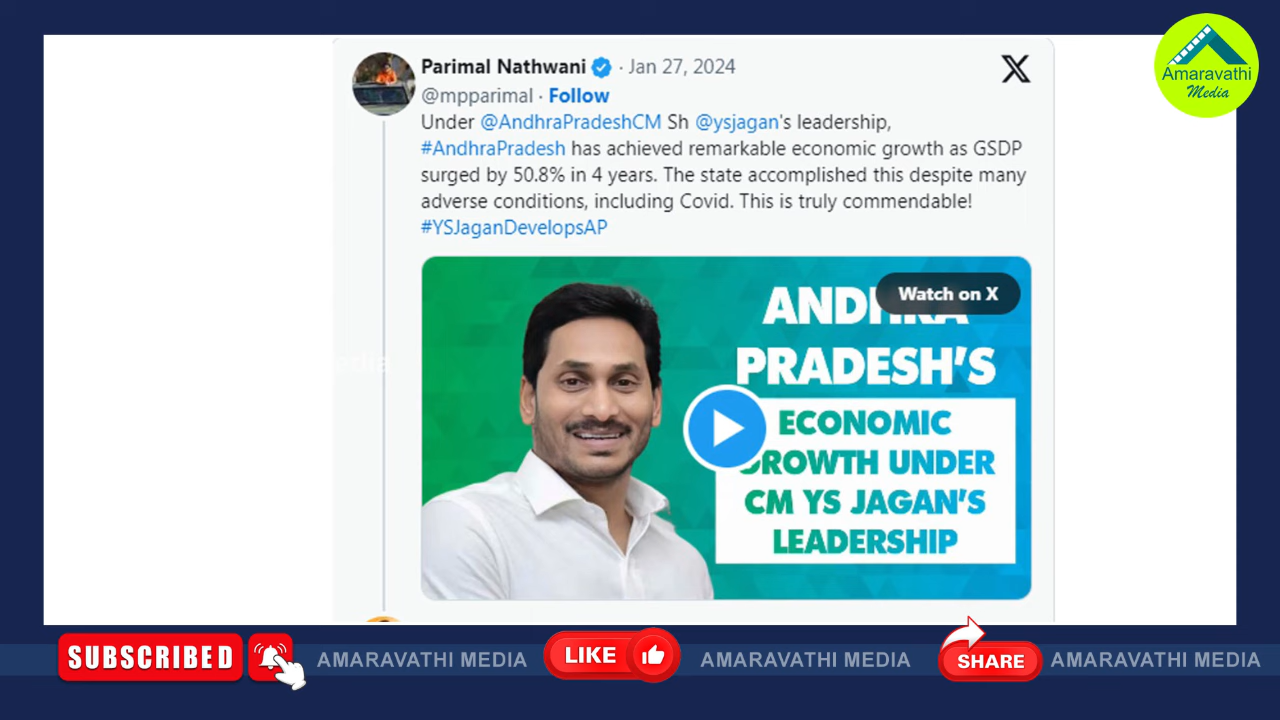 Parimal Nathwani · Jan 27, 2024
X
@mpparimal · Follow
Under @AndhraPradeshCM Sh @ysjagan's leadership,
#AndhraPradesh has achieved remarkable economic growth as GSDP
surged by 50.8% in 4 years. The state accomplished this despite many
adverse conditions, including Covid. This is truly commendable!
#YSJaganDevelopsAP
Watch on X
ANDHRA
PRADESH'S
ECONOMIC
GROWTH UNDER
CM YS JAGAN'S
LEADERSHIP
Amaravathi
Media
edia
SUBSCRIBED
AMARAVATHI MEDIA
LIKE
AMARAVATHI MEDIA
SHARE
AMARAVATHI MEDIA